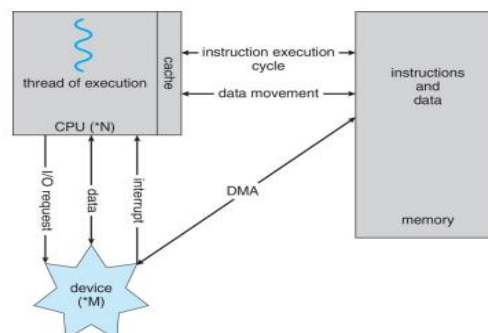 thread of execution
cache
CPU (*N)
instruction execution
cycle
data movement
instructions
and
data
memory
I/O request
data
interrupt
DMA
device
(*M)